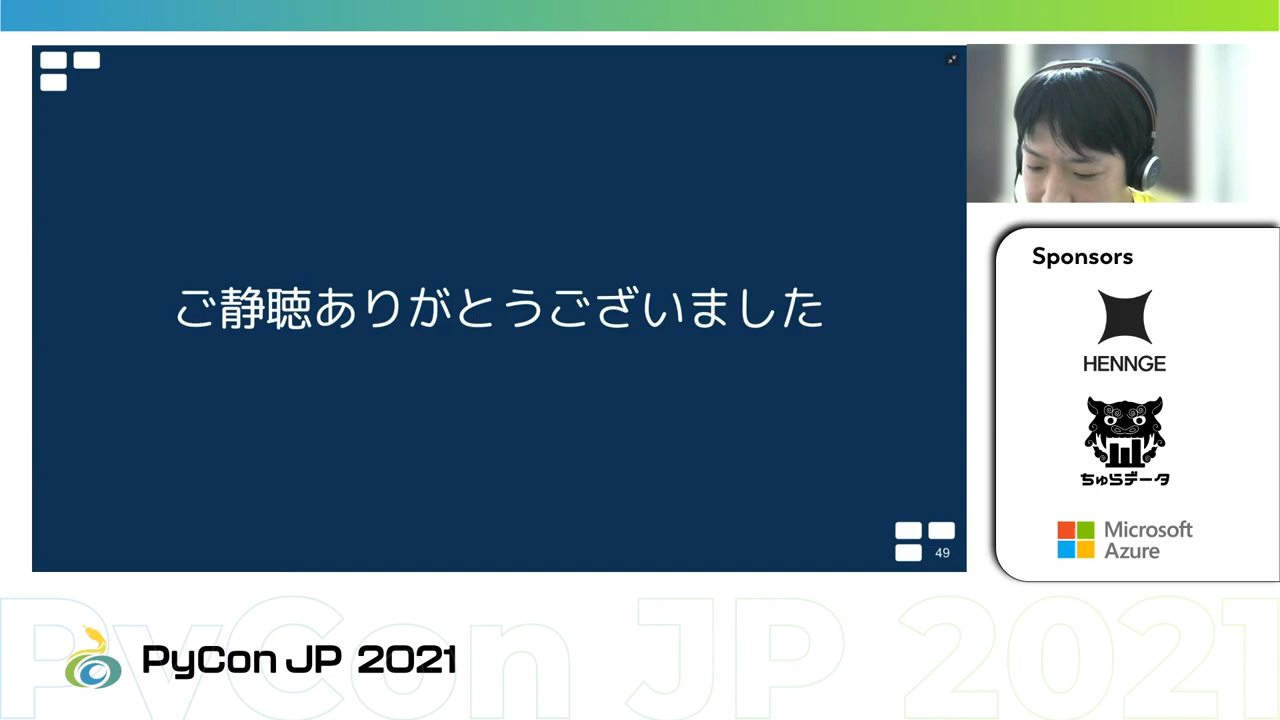 ご静聴ありがとうございました
49
Sponsors
HENNGE
ちゅらデータ
Microsoft
Azure
PyCon JP 2021
PyCon JP 2021